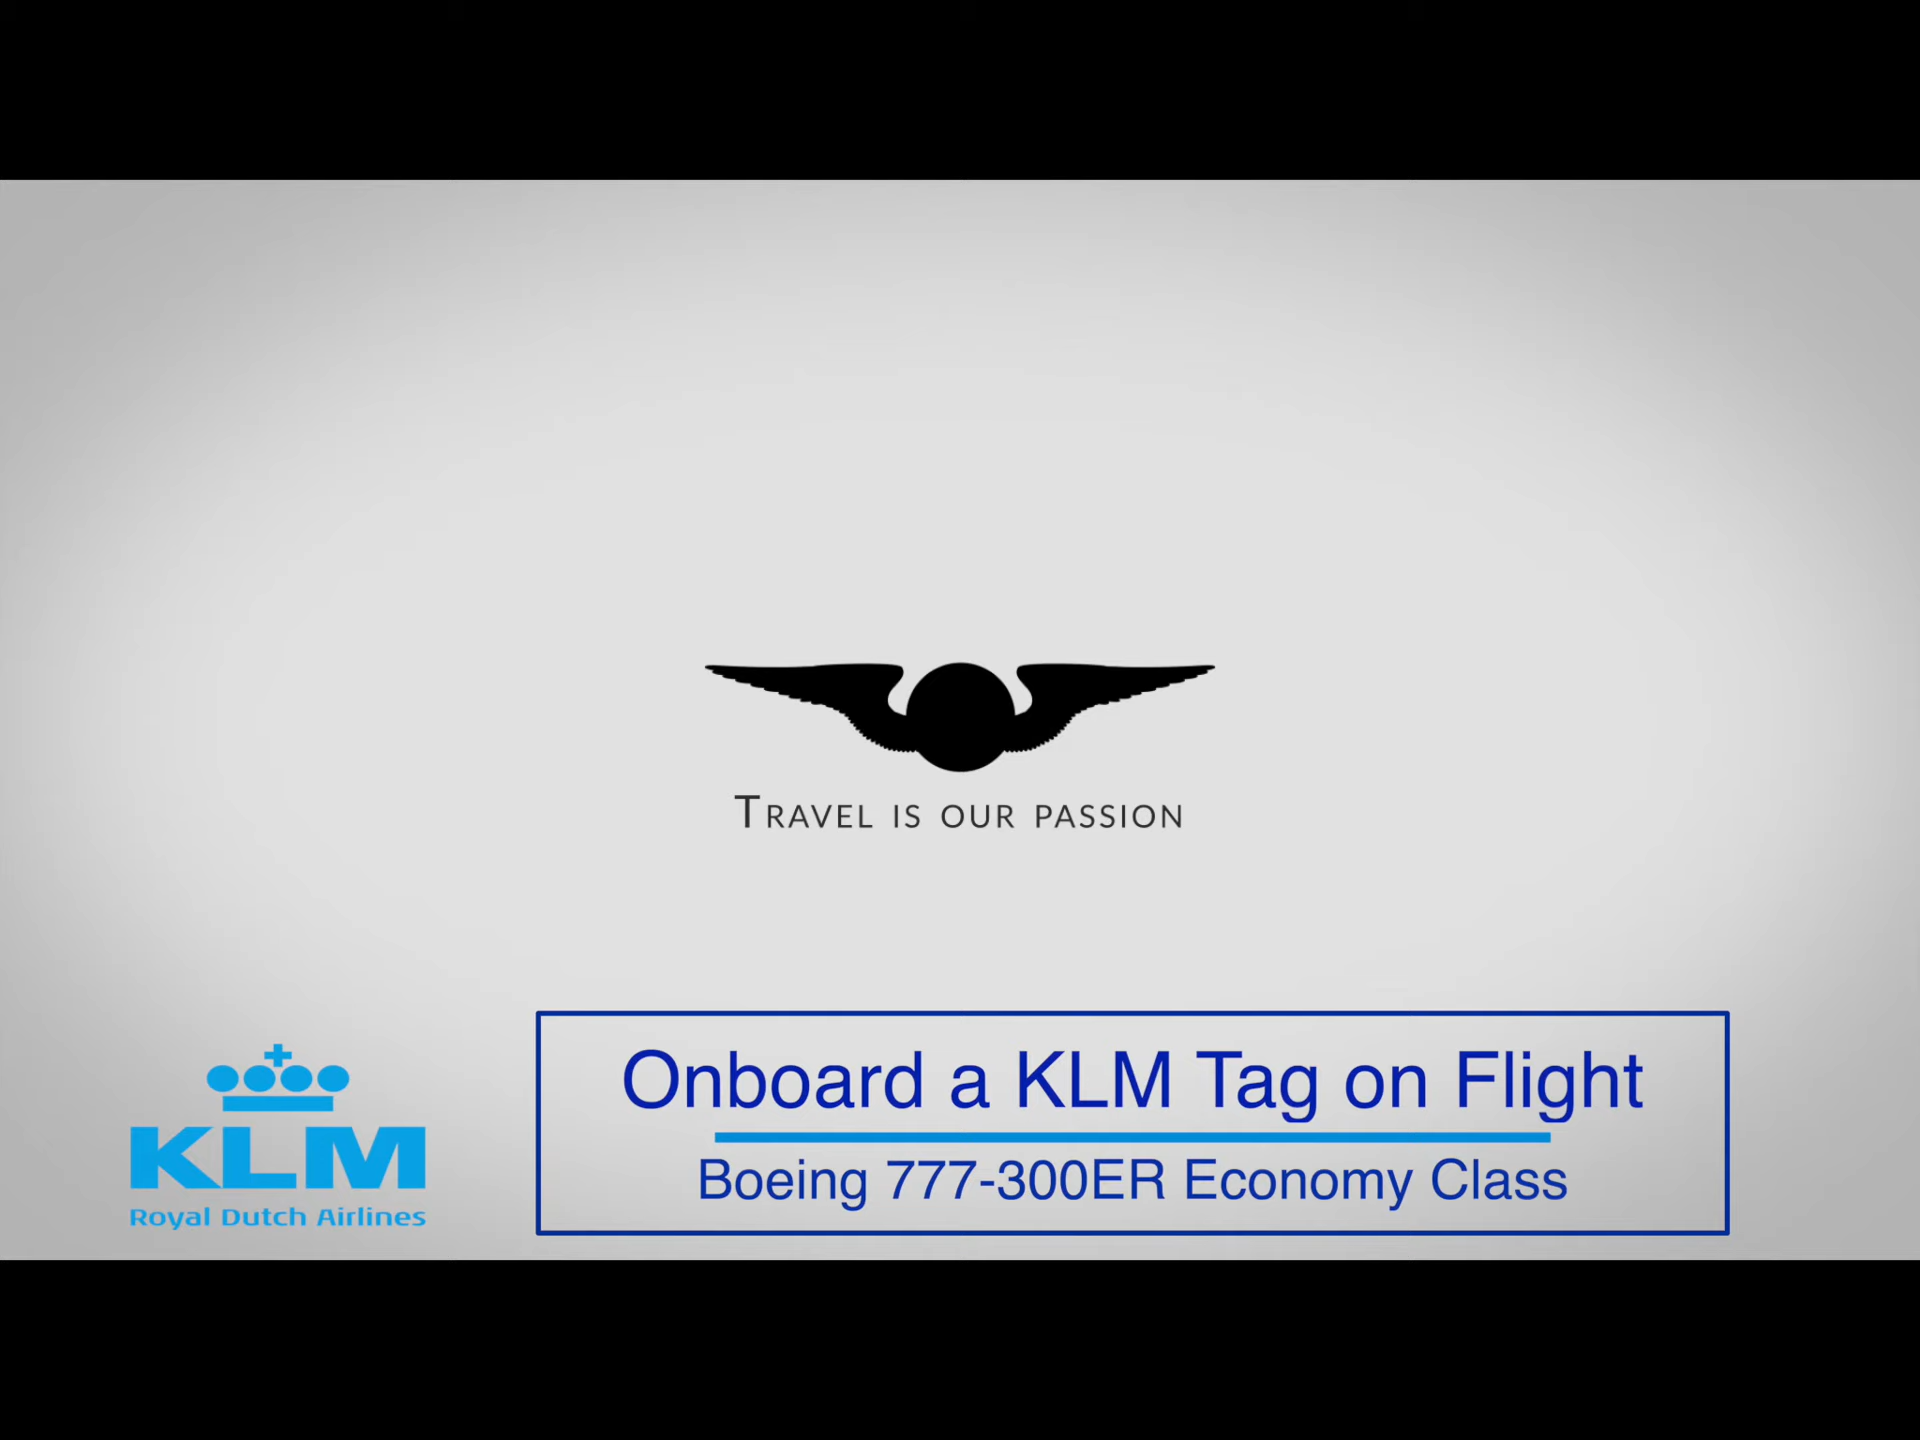 Travel is our passion
KLM
Royal Dutch Airlines
Onboard a KLM Tag on Flight
Boeing 777-300ER Economy Class